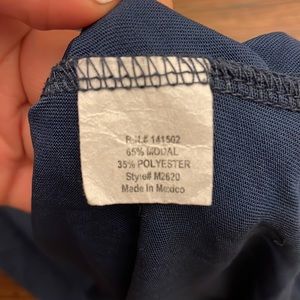 RN# 141502
65% MODAL
35% POLYESTER
Style# M2620
Made in Mexico